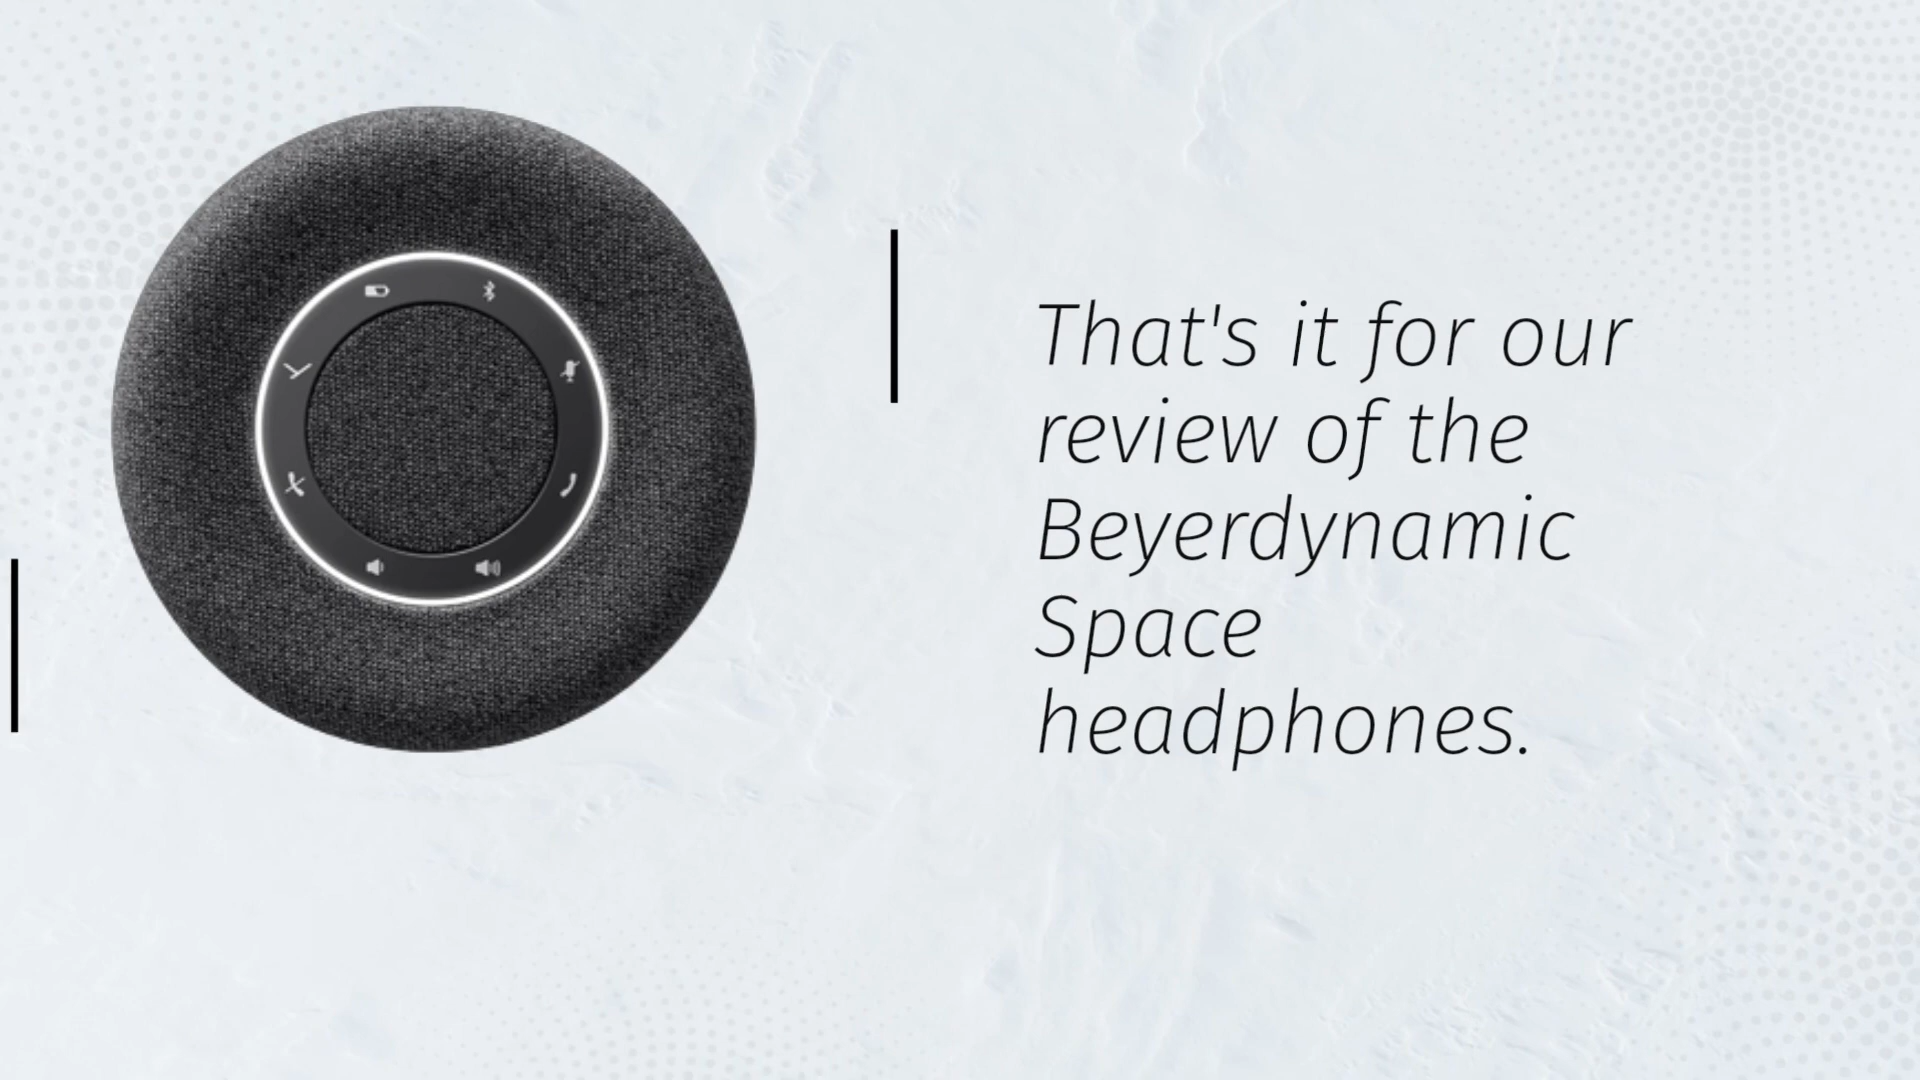 That's it for our
review of the
Beyerdynamic
Space
headphones.